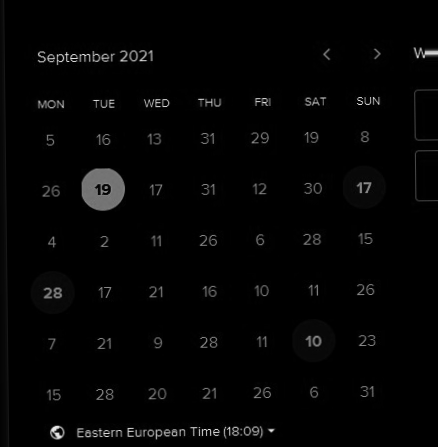 September 2021
W
MON TUE WED THU FRI SAT SUN
5 16 13 31 29 19 8
26 19 17 31 12 30 17
4 2 11 26 6 28 15
28 17 21 16 10 11 26
7 21 9 28 11 10 23
15 28 20 21 26 6 31
Eastern European Time (18:09)